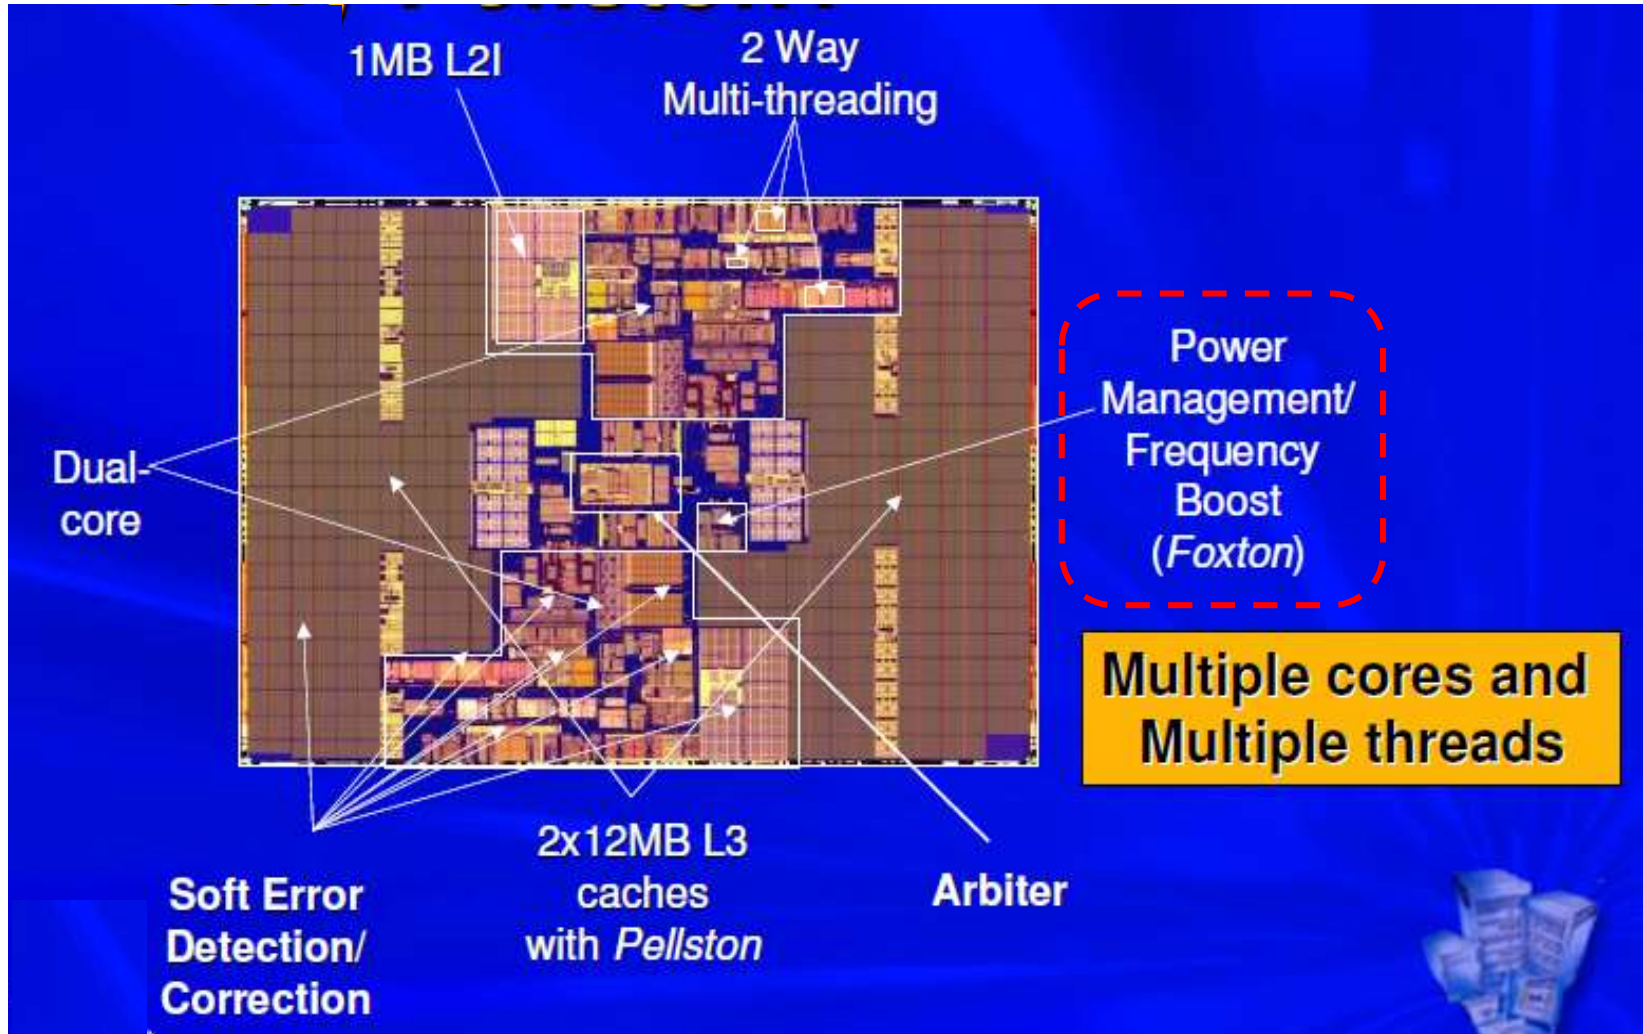 1MB L2I
2 Way
Multi-threading
Power
Management/
Frequency
Boost
(Foxton)
Dual-
core
Multiple cores and
Multiple threads
2x12MB L3
caches
with Pellston
Arbiter
Soft Error
Detection/
Correction